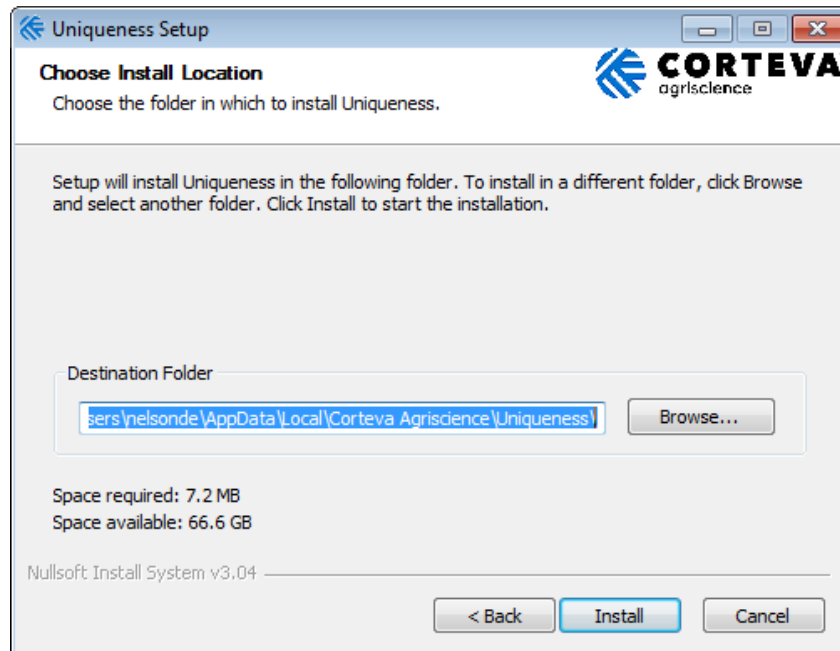 Uniqueness Setup
Choose Install Location
Choose the folder in which to install Uniqueness.
CORTEVA
agriscience
Setup will install Uniqueness in the following folder. To install in a different folder, click Browse
and select another folder. Click Install to start the installation.
Destination Folder
sers\nelsonde\AppData\Local\Corteva Agriscience\Uniqueness\
Browse...
Space required: 7.2 MB
Space available: 66.6 GB
Nullsoft Install System v3.04
< Back
Install
Cancel